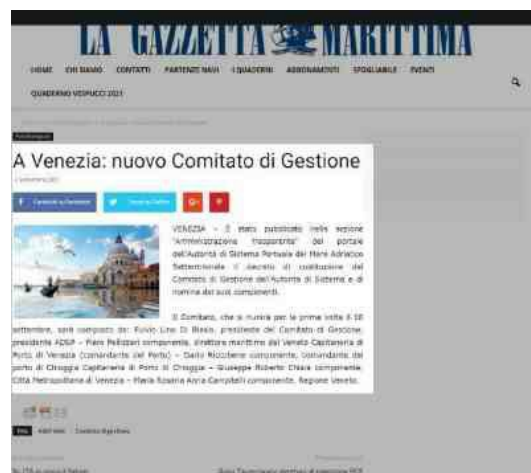 LA GAZZETTA MARITTIMA
HOME CHI SIAMO CONTATTI PARTENZE NAVI I QUADERNI ABBONAMENTI SFOGLIABILE EVENTI
QUADERNO VESPUCCI 2021
A Venezia: nuovo Comitato di Gestione
VENEZIA – È stato pubblicato nella sezione
"Amministrazione trasparente" del portale
dell'Autorità di Sistema Portuale del Mare Adriatico
Settentrionale il decreto di costituzione del
Comitato di Gestione dell'Autorità di Sistema e di
nomina dei suoi componenti.
Il Comitato, che si riunirà per la prima volta il 10
settembre, sarà composto da: Fulvio Lino Di Blasio, presidente del Comitato di Gestione,
presidente ADSP – Piero Pellizzari componente, direttore marittimo del Veneto Capitaneria di
Porto di Venezia (comandante del Porto) – Dario Riccobene componente, comandante del
porto di Chioggia Capitaneria di Porto di Chioggia – Giuseppe Roberto Chiaia componente,
Città Metropolitana di Venezia – Maria Rosaria Anna Campitelli componente, Regione Veneto.